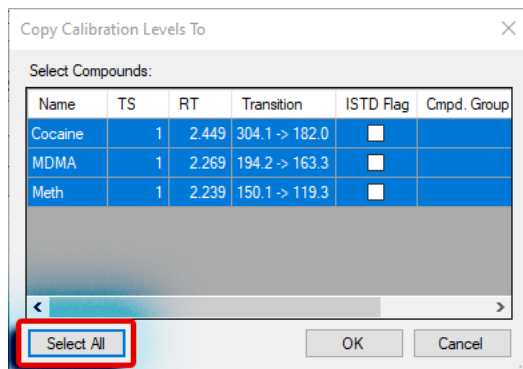 Copy Calibration Levels To
Select Compounds:
Name TS RT Transition ISTD Flag Cmpd. Group
Cocaine 1 2.449 304.1 -> 182.0
MDMA 1 2.269 194.2 -> 163.3
Meth 1 2.239 150.1 -> 119.3
Select All OK Cancel